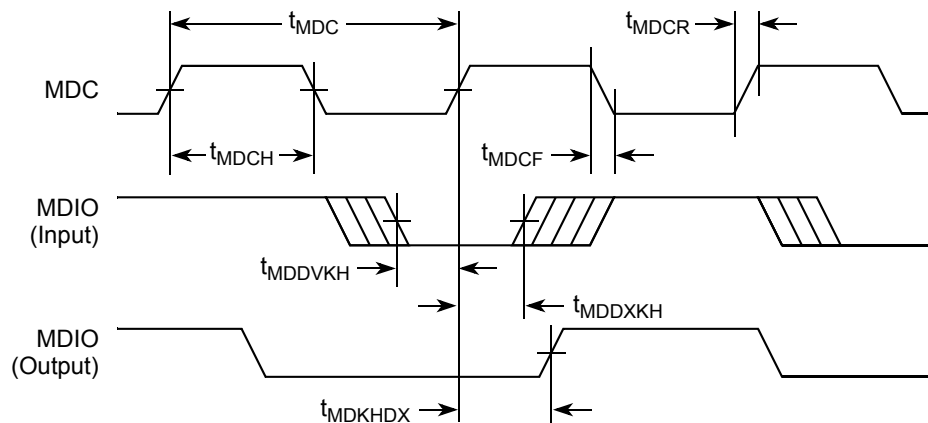 tMDC
tMDCR
MDC
tMDCH
tMDCF
MDIO
(Input)
tMDDVKH
tMDDXKH
MDIO
(Output)
tMDKHDX